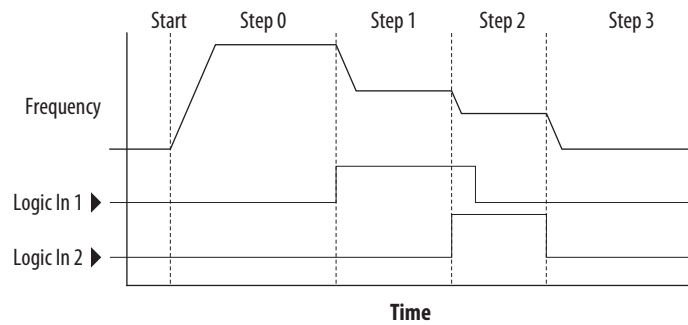 Start Step 0 Step 1 Step 2 Step 3
Frequency
Logic In 1
Logic In 2
Time